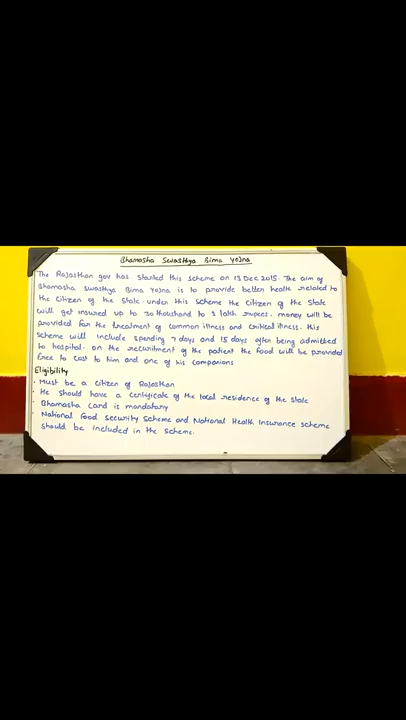 Bhamasha Swasthya Bima Yojna
The Rajasthan gov has started this scheme on 13 Dec 2015. The aim of
Bhamasha Swasthya Bima Yojna is to provide better health related to
the citizen of the state. under this scheme the citizen of the state
will get insured up to 30 thousand to 3 lakh rupees. money will be
provided for the treatment of common illness and critical illness. this
scheme will include spending 7 days and 15 days after being admitted
to hospital. on the recruitment of the patient the food will be provided
free to cost to him and one of his companions
Eligibility
· Must be a citizen of Rajasthan
· He should have a certificate of the local residence of the state
· Bhamasha card is mandatary
· National food security scheme and National Health Insurance scheme
should be included in the scheme.